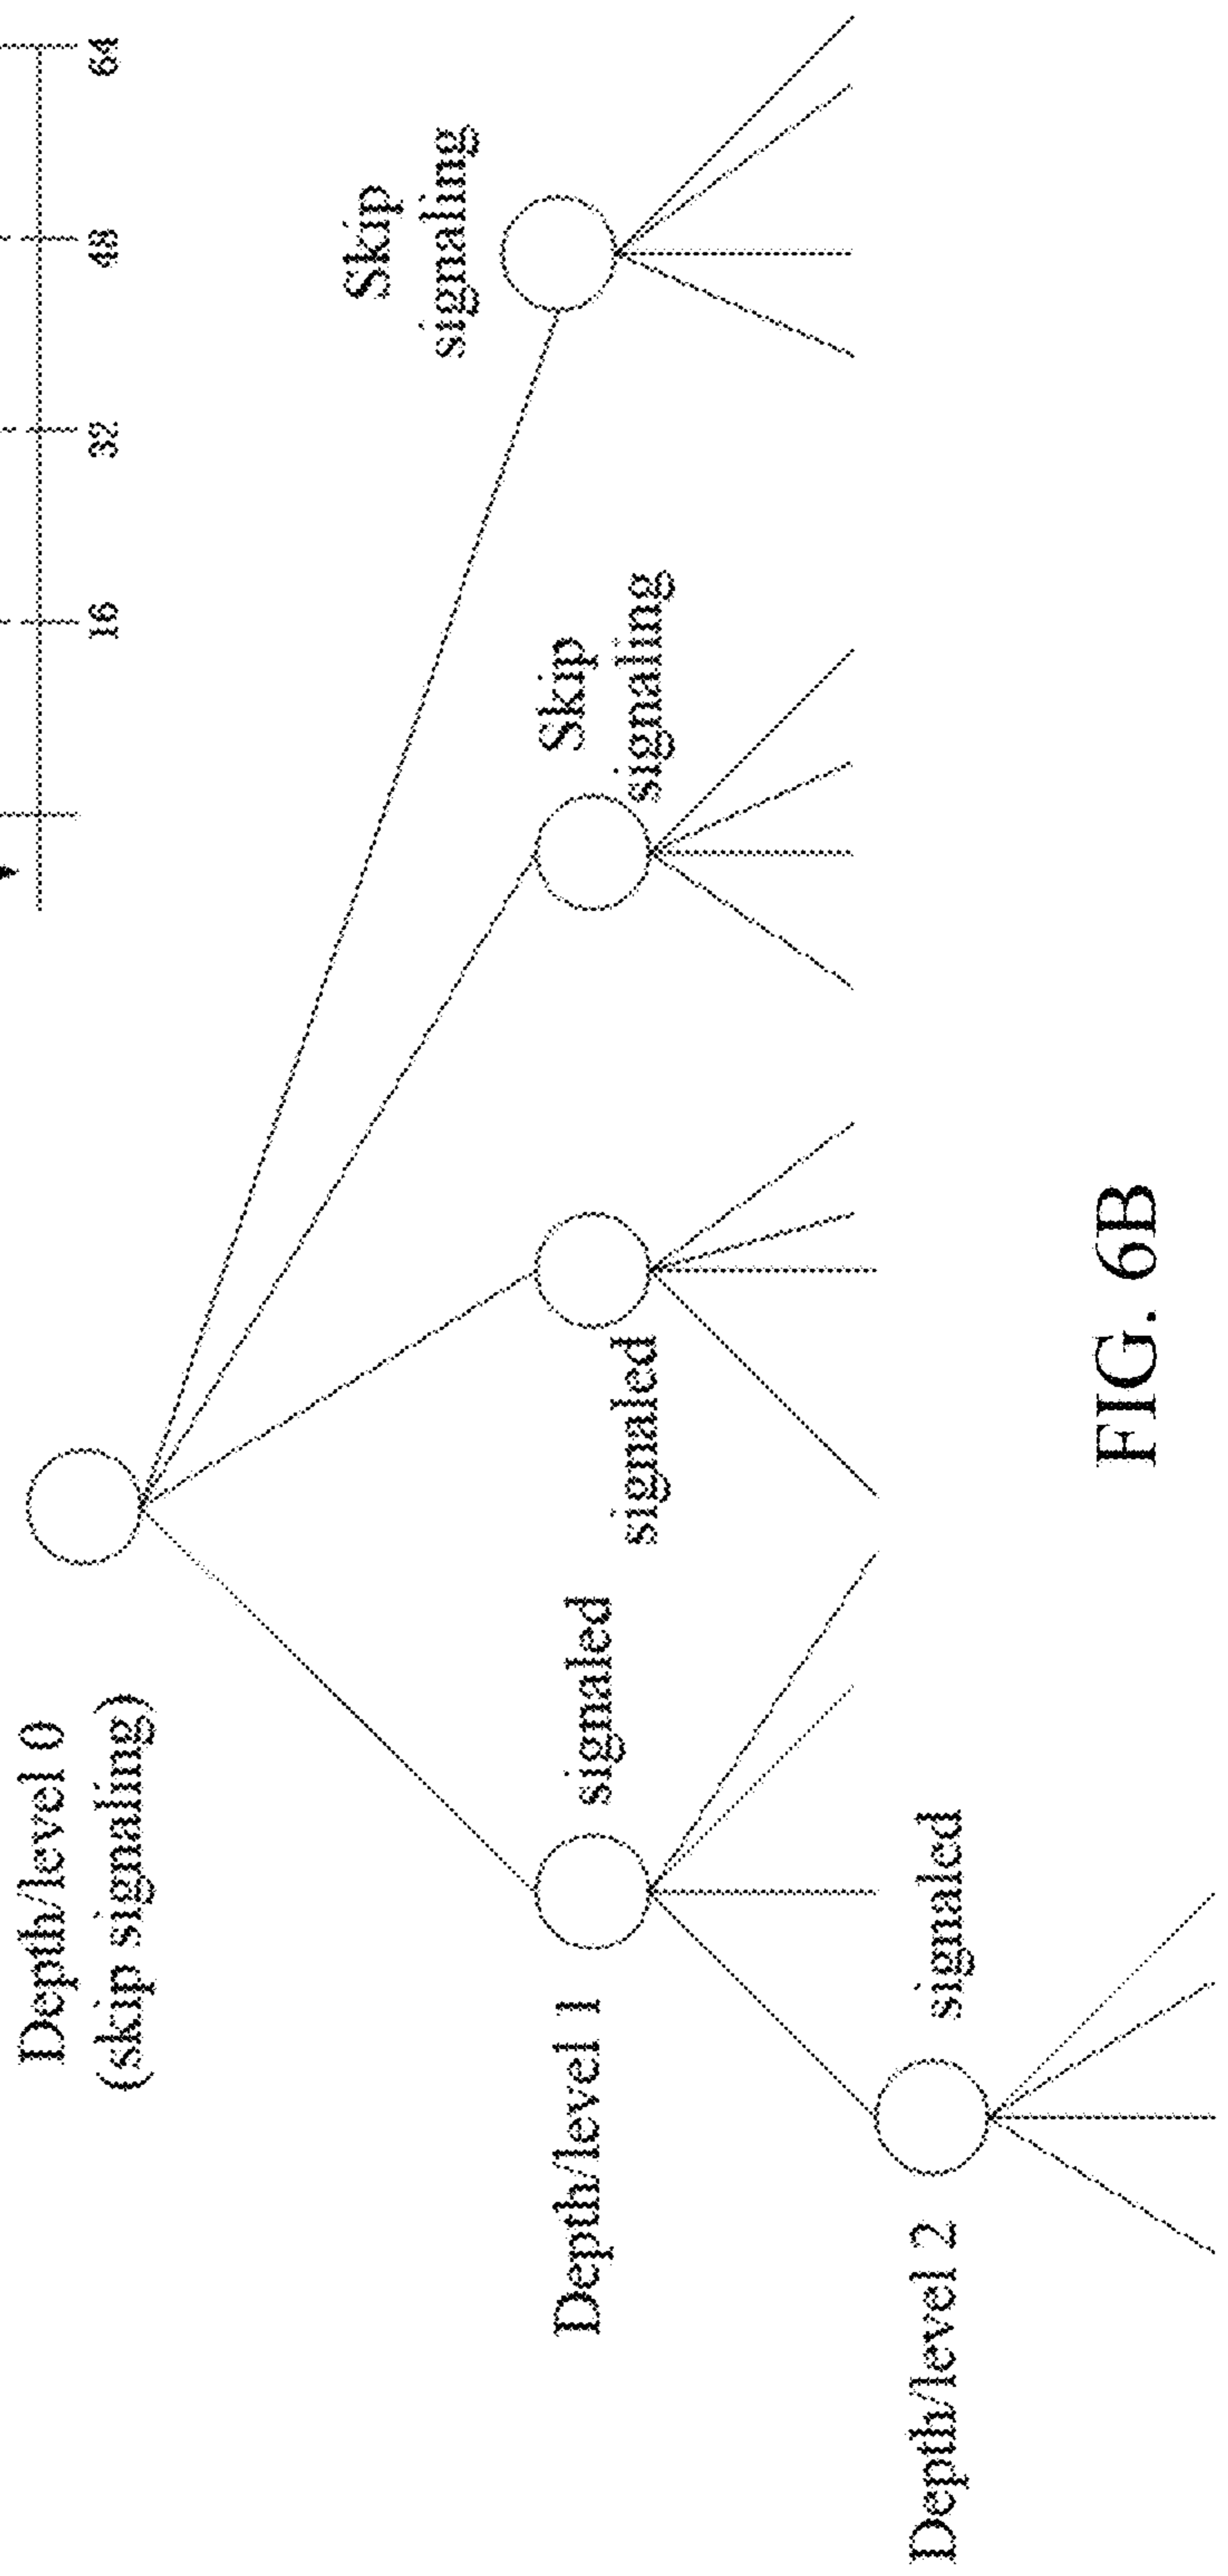 16
32
48
64
Depth/level 0
(skip signaling)
Depth/level 1
signaled
signaled
Skip
signaling
Skip
signaling
Depth/level 2
signaled
FIG. 6B